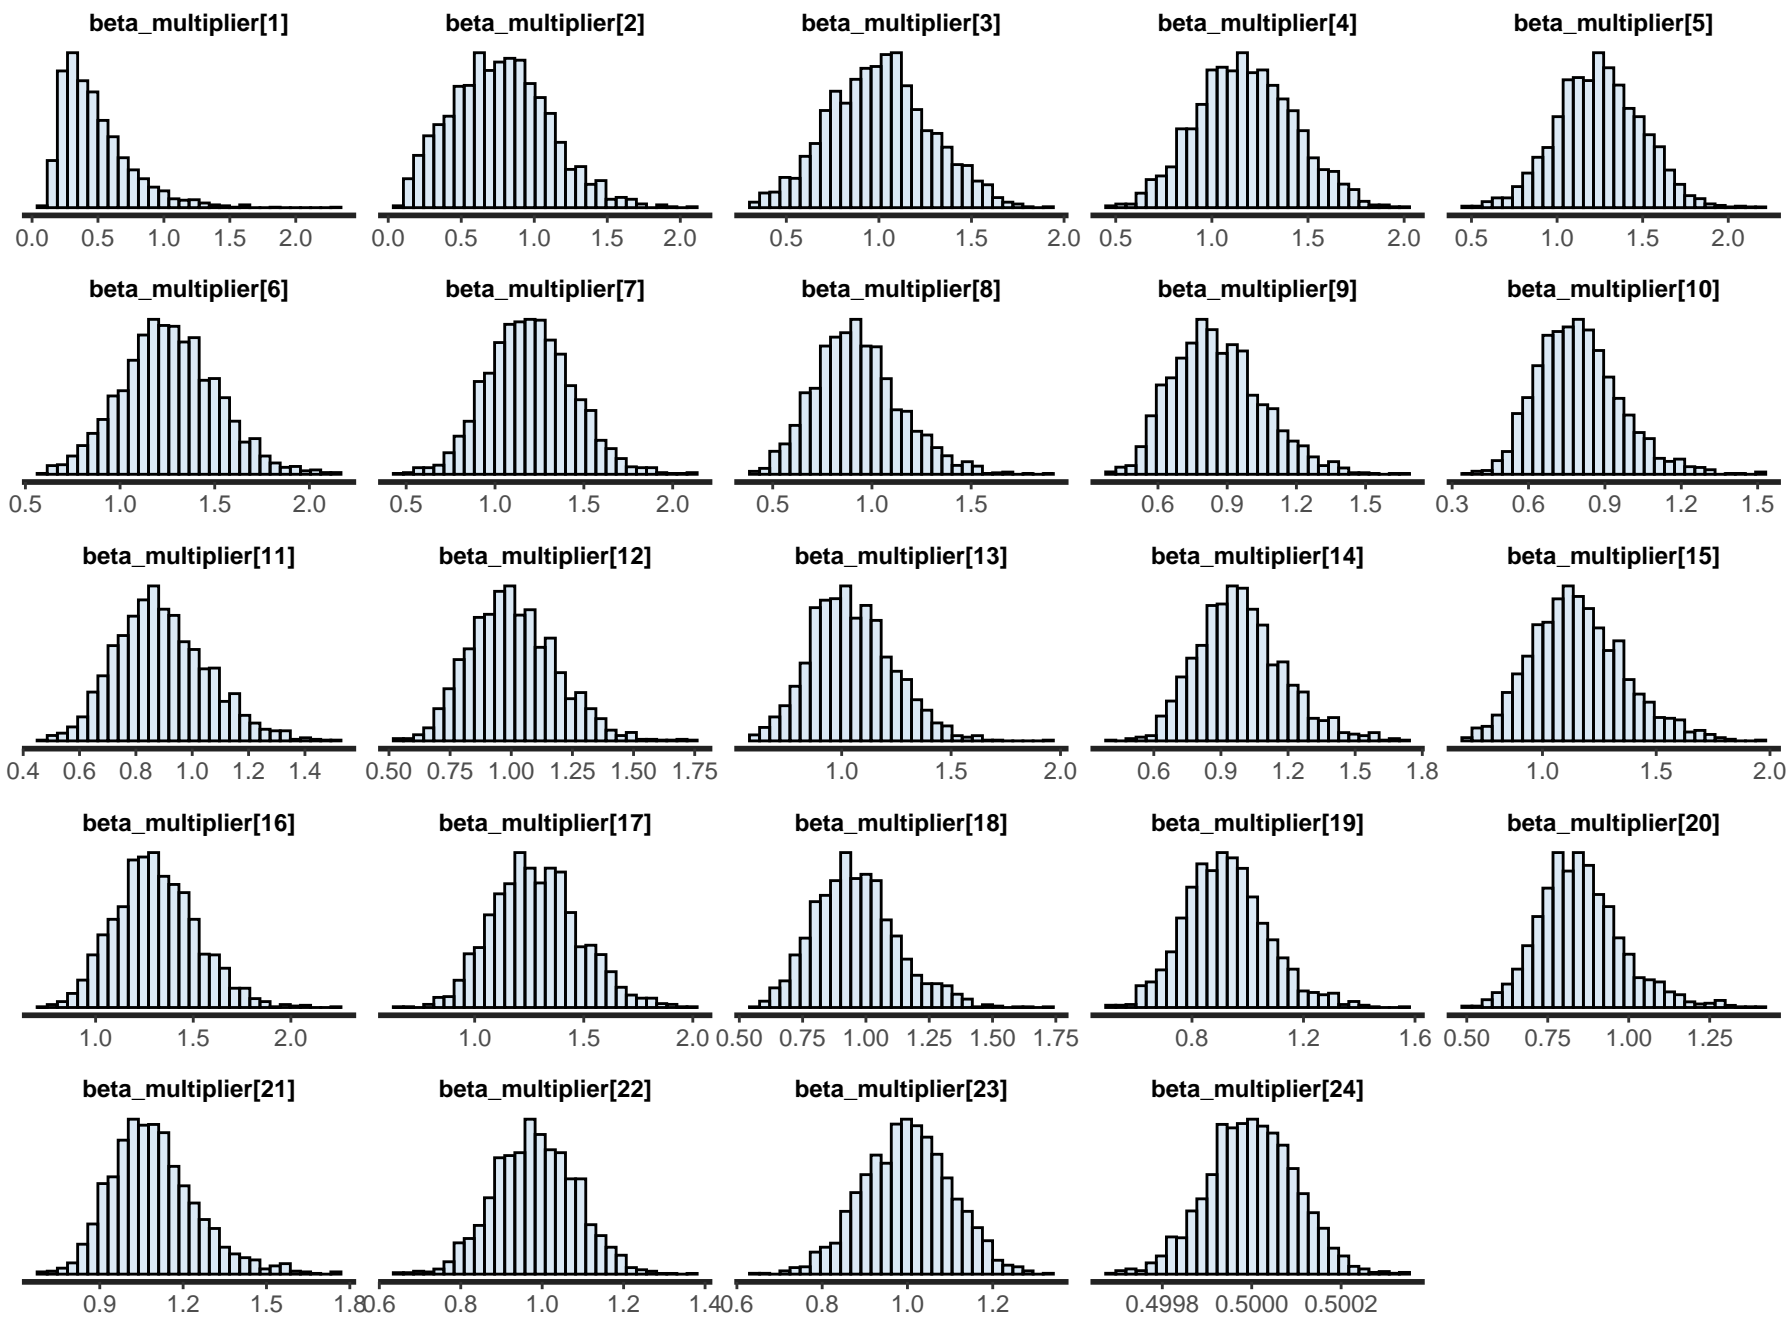 beta_multiplier[1] beta_multiplier[2] beta_multiplier[3] beta_multiplier[4] beta_multiplier[5]
0.0 0.5 1.0 1.5 2.0 0.0 0.5 1.0 1.5 2.0 0.5 1.0 1.5 2.0 0.5 1.0 1.5 2.0 0.5 1.0 1.5 2.0
beta_multiplier[6] beta_multiplier[7] beta_multiplier[8] beta_multiplier[9] beta_multiplier[10]
0.5 1.0 1.5 2.0 0.5 1.0 1.5 2.0 0.5 1.0 1.5 0.6 0.9 1.2 1.5 0.3 0.6 0.9 1.2 1.5
beta_multiplier[11] beta_multiplier[12] beta_multiplier[13] beta_multiplier[14] beta_multiplier[15]
0.4 0.6 0.8 1.0 1.2 1.4 0.50 0.75 1.00 1.25 1.50 1.75 1.0 1.5 2.0 0.6 0.9 1.2 1.5 1.8 1.0 1.5 2.0
beta_multiplier[16] beta_multiplier[17] beta_multiplier[18] beta_multiplier[19] beta_multiplier[20]
1.0 1.5 2.0 1.0 1.5 2.0 0.50 0.75 1.00 1.25 1.50 1.75 0.8 1.2 1.6 0.50 0.75 1.00 1.25
beta_multiplier[21] beta_multiplier[22] beta_multiplier[23] beta_multiplier[24]
0.9 1.2 1.5 1.8 0.6 0.8 1.0 1.2 1.4 0.6 0.8 1.0 1.2 0.4998 0.5000 0.5002